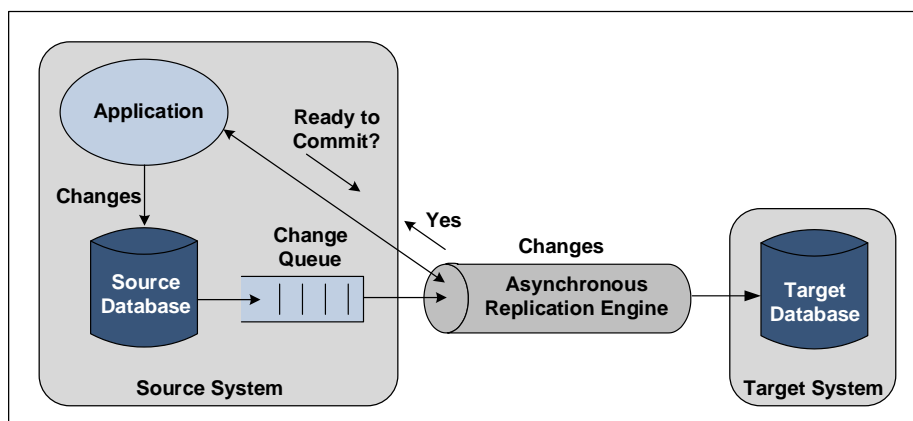 Application
Ready to
Commit?
Changes
Yes
Change
Queue
Changes
Source
Database
Asynchronous
Replication Engine
Target
Database
Source System
Target System